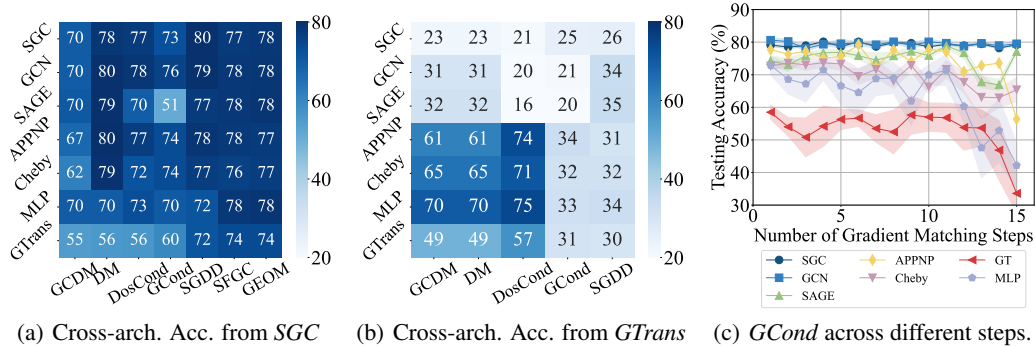 SGC 70 78 77 73 80 77 78
GCN 70 80 78 76 79 78 78
SAGE 70 79 70 51 77 78 78
APPNP 67 80 77 74 78 78 78
Cheby 62 79 72 74 77 76 77
MLP 70 70 73 70 72 78 78
GTrans 55 56 56 60 72 74 74
GCDM DM DosCond GCond SGDD SFGC GEOM
80
60
40
20
(a) Cross-arch. Acc. from SGC
SGC 23 23 21 25 26
GCN 31 31 20 21 34
SAGE 32 32 16 20 35
APPNP 61 61 74 34 31
Cheby 65 65 71 32 32
MLP 70 70 75 33 34
GTrans 49 49 57 31 30
GCDM DM DosCond GCond SGDD
80
60
40
20
(b) Cross-arch. Acc. from GTrans
Testing Accuracy (%)
90
80
70
60
50
40
30
0 5 10 15
Number of Gradient Matching Steps
SGC APPNP GT
GCN Cheby MLP
SAGE
(c) GCond across different steps.